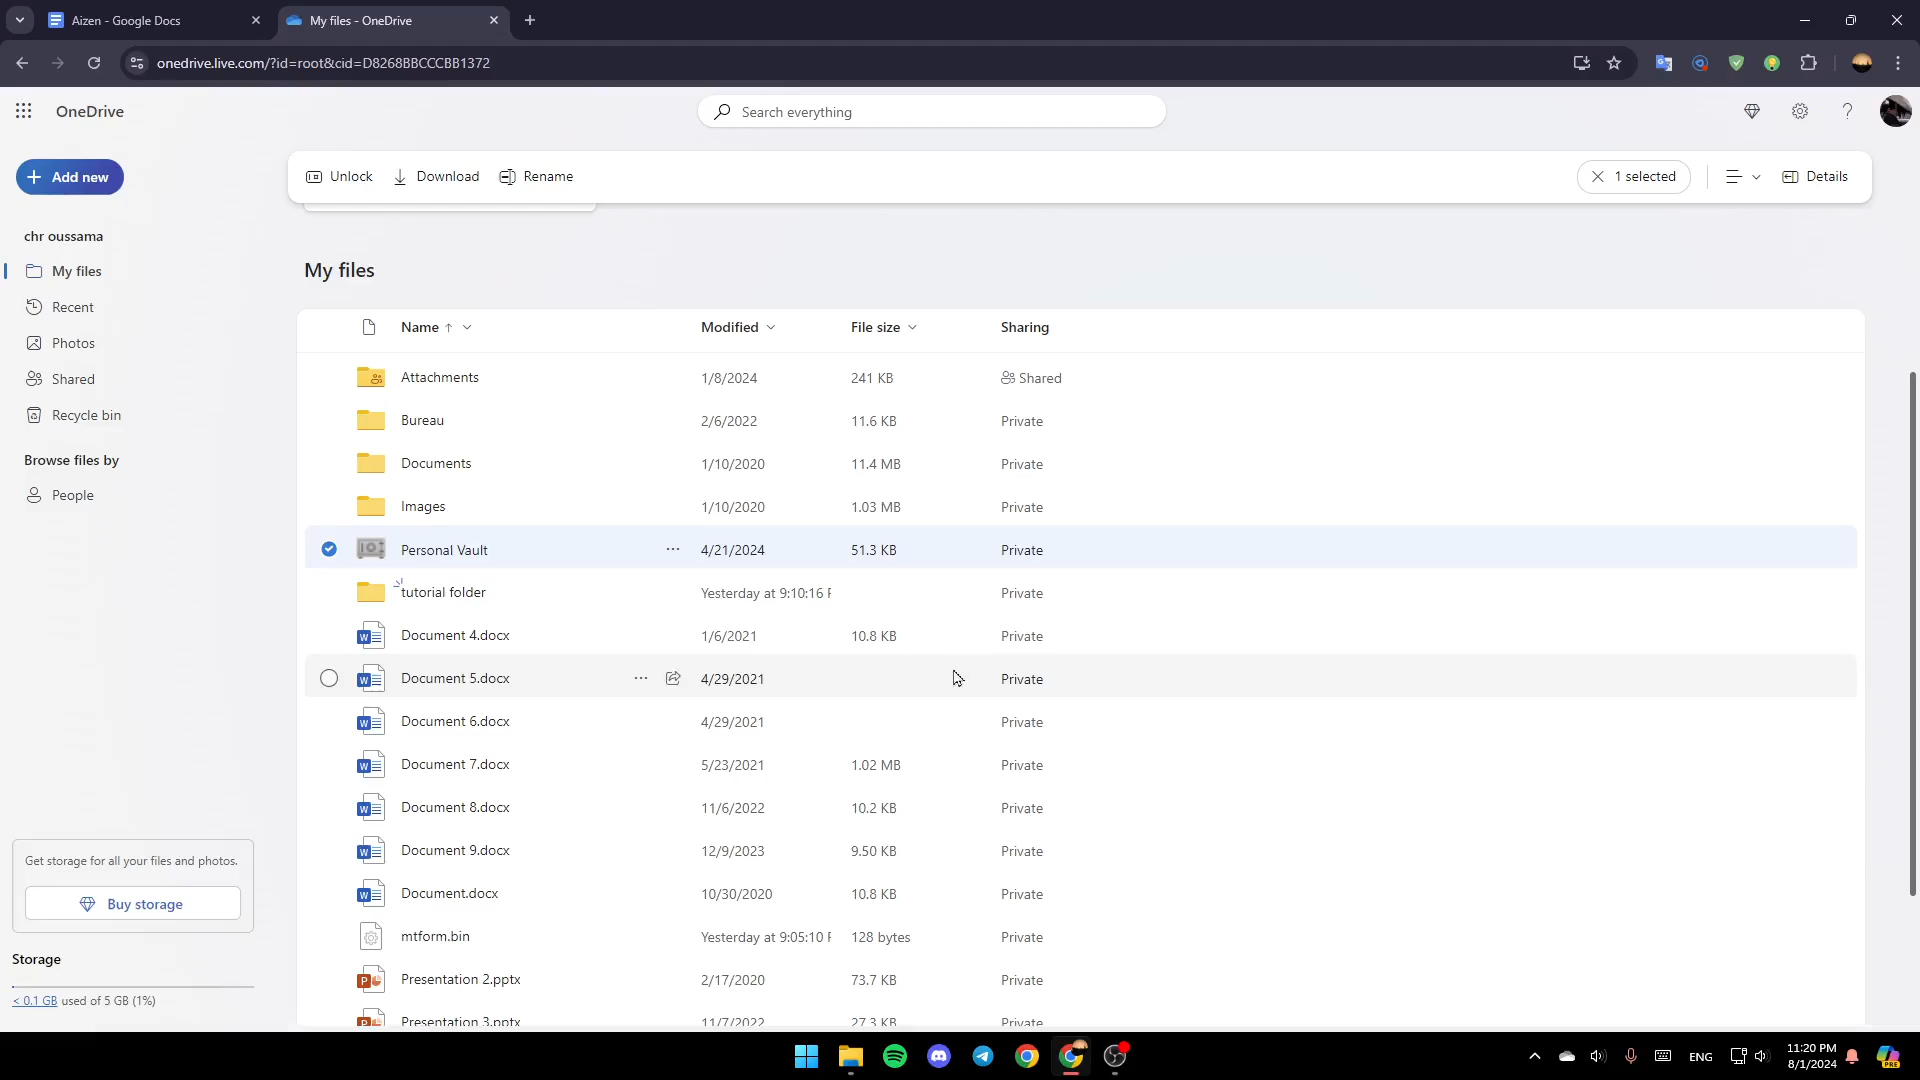 Aizen - Google Docs
My files - OneDrive
onedrive.live.com/?id=root&cid=D8268BBCCCBB1372
OneDrive
Search everything
Add new
Unlock
Download
Rename
1 selected
Details
chr oussama
My files
Recent
Photos
Shared
Recycle bin
Browse files by
People
My files
Name Modified File size Sharing
Attachments 1/8/2024 241 KB Shared
Bureau 2/6/2022 11.6 KB Private
Documents 1/10/2020 11.4 MB Private
Images 1/10/2020 1.03 MB Private
Personal Vault 4/21/2024 51.3 KB Private
tutorial folder Yesterday at 9:10:16 Private
Document 4.docx 1/6/2021 10.8 KB Private
Document 5.docx 4/29/2021 Private
Document 6.docx 4/29/2021 Private
Document 7.docx 5/23/2021 1.02 MB Private
Document 8.docx 11/6/2022 10.2 KB Private
Document 9.docx 12/9/2023 9.50 KB Private
Document.docx 10/30/2020 10.8 KB Private
mtform.bin Yesterday at 9:05:10 128 bytes Private
Presentation 2.pptx 2/17/2020 73.7 KB Private
Presentation 3.pptx 11/7/2022 27.3 KB Private
Get storage for all your files and photos.
Buy storage
Storage
< 0.1 GB used of 5 GB (1%)
ENG
11:20 PM
8/1/2024